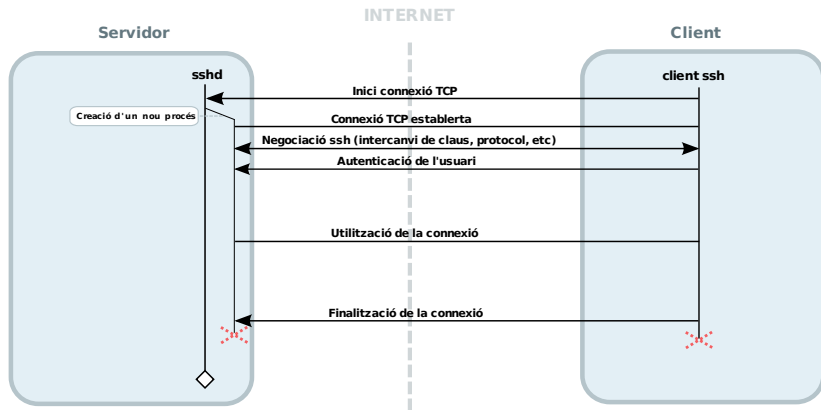 INTERNET
Servidor
Client
sshd
client ssh
Inici connexió TCP
Creació d'un nou procés
Connexió TCP establerta
Negociació ssh (intercanvi de claus, protocol, etc)
Autenticació de l'usuari
Utilització de la connexió
Finalització de la connexió